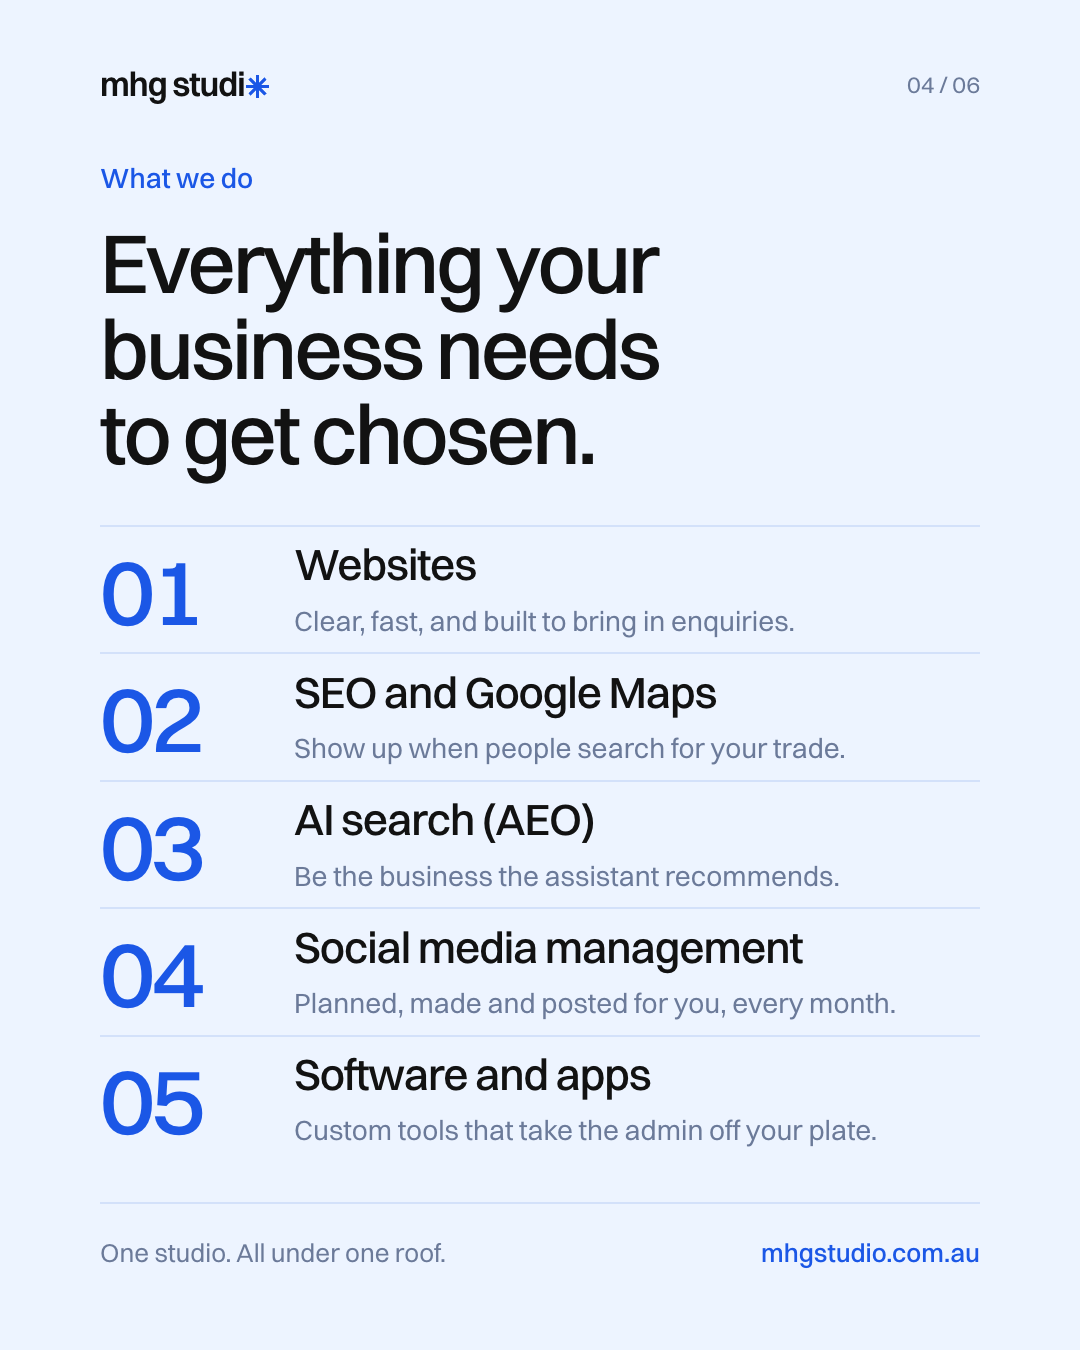 mhg studi*
04 / 06
What we do
Everything your
business needs
to get chosen.
01
Websites
Clear, fast, and built to bring in enquiries.
02
SEO and Google Maps
Show up when people search for your trade.
03
AI search (AEO)
Be the business the assistant recommends.
04
Social media management
Planned, made and posted for you, every month.
05
Software and apps
Custom tools that take the admin off your plate.
One studio. All under one roof.
mhgstudio.com.au